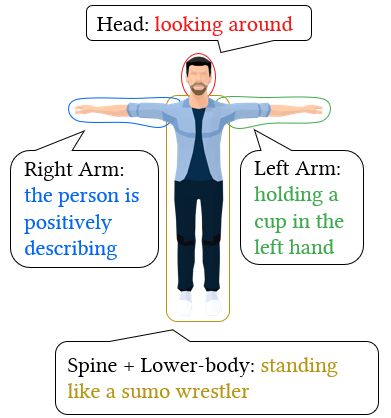 Head: looking around
Right Arm:
the person is
positively
describing
Left Arm:
holding a
cup in the
left hand
Spine + Lower-body: standing
like a sumo wrestler